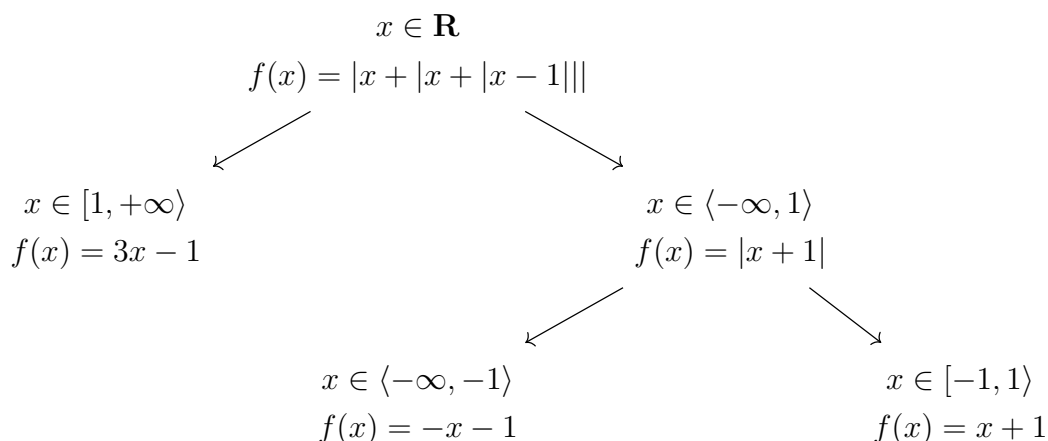 x ∈ R
f(x) = |x + |x + |x − 1|||
x ∈ [1, +∞⟩
f(x) = 3x − 1
x ∈ ⟨−∞, 1⟩
f(x) = |x + 1|
x ∈ ⟨−∞, −1⟩
f(x) = −x − 1
x ∈ [−1, 1⟩
f(x) = x + 1